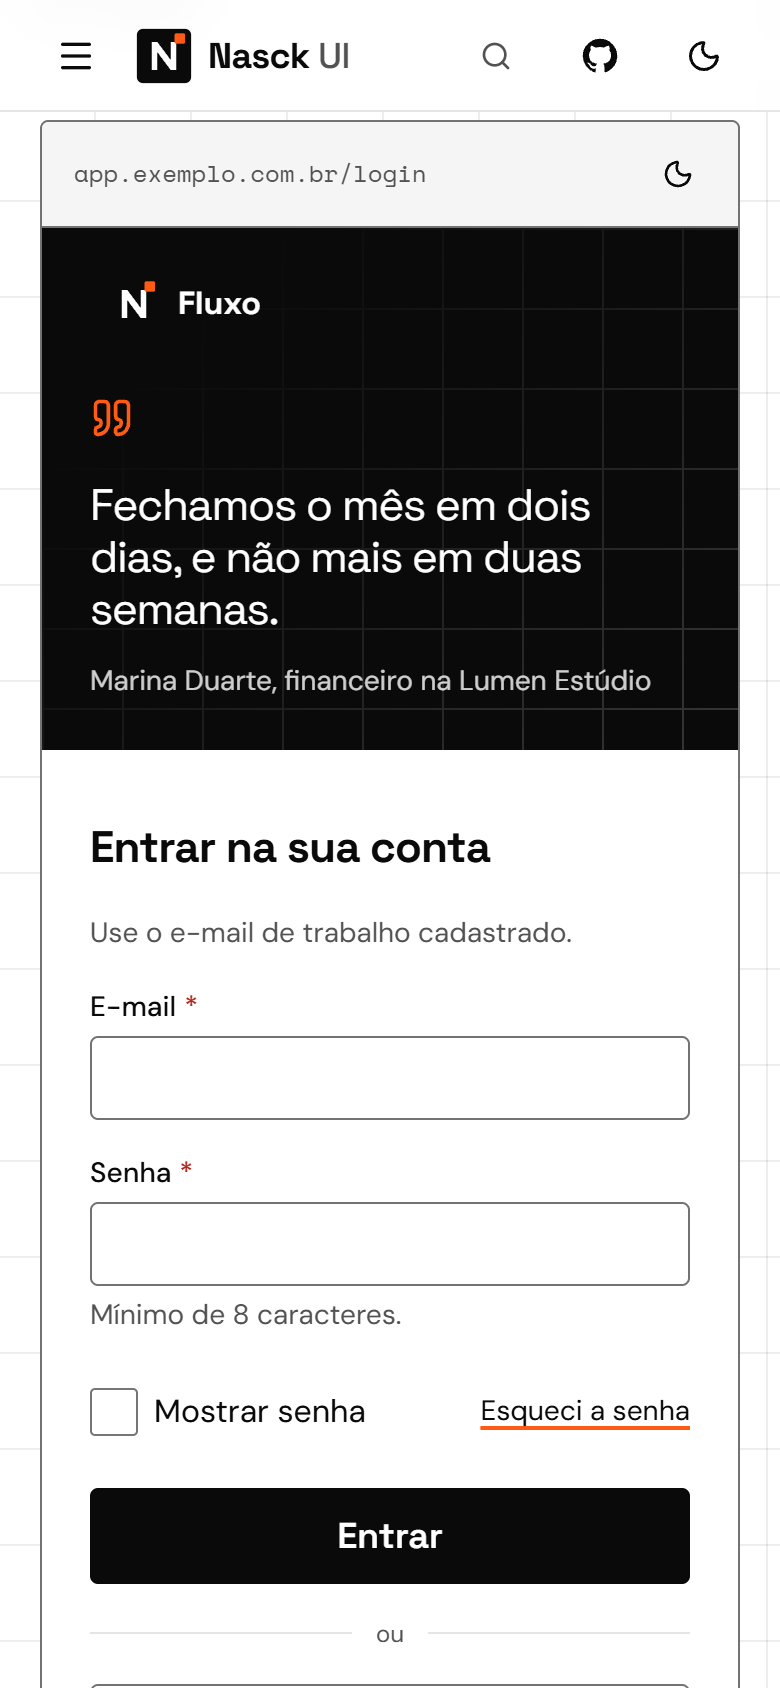 N Nasck UI
app.exemplo.com.br/login
N Fluxo
Fechamos o mês em dois
dias, e não mais em duas
semanas.
Marina Duarte, financeiro na Lumen Estúdio
Entrar na sua conta
Use o e-mail de trabalho cadastrado.
E-mail *
Senha *
Mínimo de 8 caracteres.
Mostrar senha Esqueci a senha
Entrar
ou